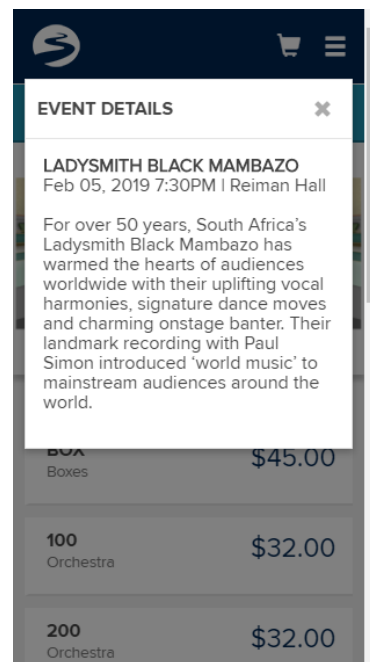 EVENT DETAILS
LADYSMITH BLACK MAMBAZO
Feb 05, 2019 7:30PM | Reiman Hall
For over 50 years, South Africa’s
Ladysmith Black Mambazo has
warmed the hearts of audiences
worldwide with their uplifting vocal
harmonies, signature dance moves
and charming onstage banter. Their
landmark recording with Paul
Simon introduced ‘world music’ to
mainstream audiences around the
world.
BOX $45.00
Boxes
100 $32.00
Orchestra
200 $32.00
Orchestra